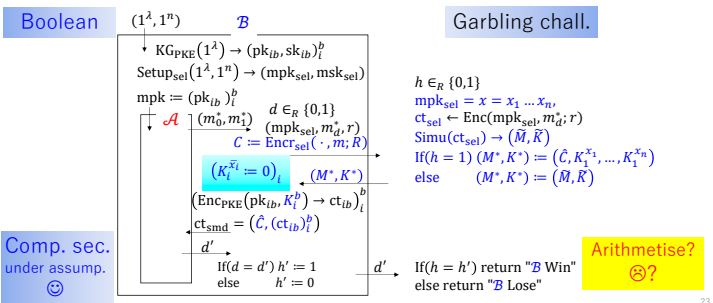 Boolean
(1^λ, 1^n)
ℬ
Garbling chall.
KG_PKE(1^λ) → (pk_ib, sk_ib)_i^b
Setup_sel(1^λ, 1^n) → (mpk_sel, msk_sel)
mpk ≔ (pk_ib)_i^b
𝒜
(m_0^*, m_1^*)
d ∈_R {0,1}
(mpk_sel, m_d^*, r)
C ≔ Encr_sel( · , m; R)
(K_i^{x̄_i} ≔ 0)_i
(M^*, K^*)
(Enc_PKE(pk_ib, K_i^b) → ct_ib)_i^b
ct_smd = (Ĉ, (ct_ib)_i^b)
d′
If(d = d′) h′ ≔ 1
else h′ ≔ 0
d′
h ∈_R {0,1}
mpk_sel = x = x_1 … x_n,
ct_sel ← Enc(mpk_sel, m_d^*; r)
Simu(ct_sel) → (M̃, K̃)
If(h = 1) (M^*, K^*) ≔ (Ĉ, K_1^{x_1}, … , K_1^{x_n})
else (M^*, K^*) ≔ (M̃, K̃)
If(h = h′) return "ℬ Win"
else return "ℬ Lose"
Comp. sec.
under assump.
☺
Arithmetise?
☹?
23